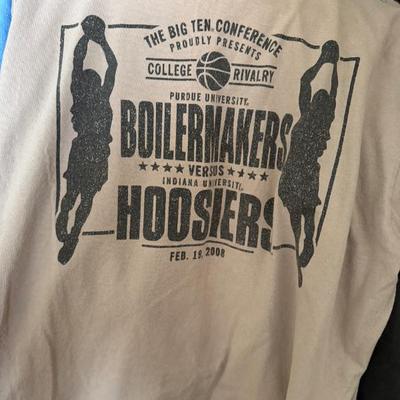 THE BIG TEN CONFERENCE
PROUDLY PRESENTS
COLLEGE RIVALRY
PURDUE UNIVERSITY
BOILERMAKERS
VERSUS
INDIANA UNIVERSITY
HOOSIERS
FEB. 19, 2008